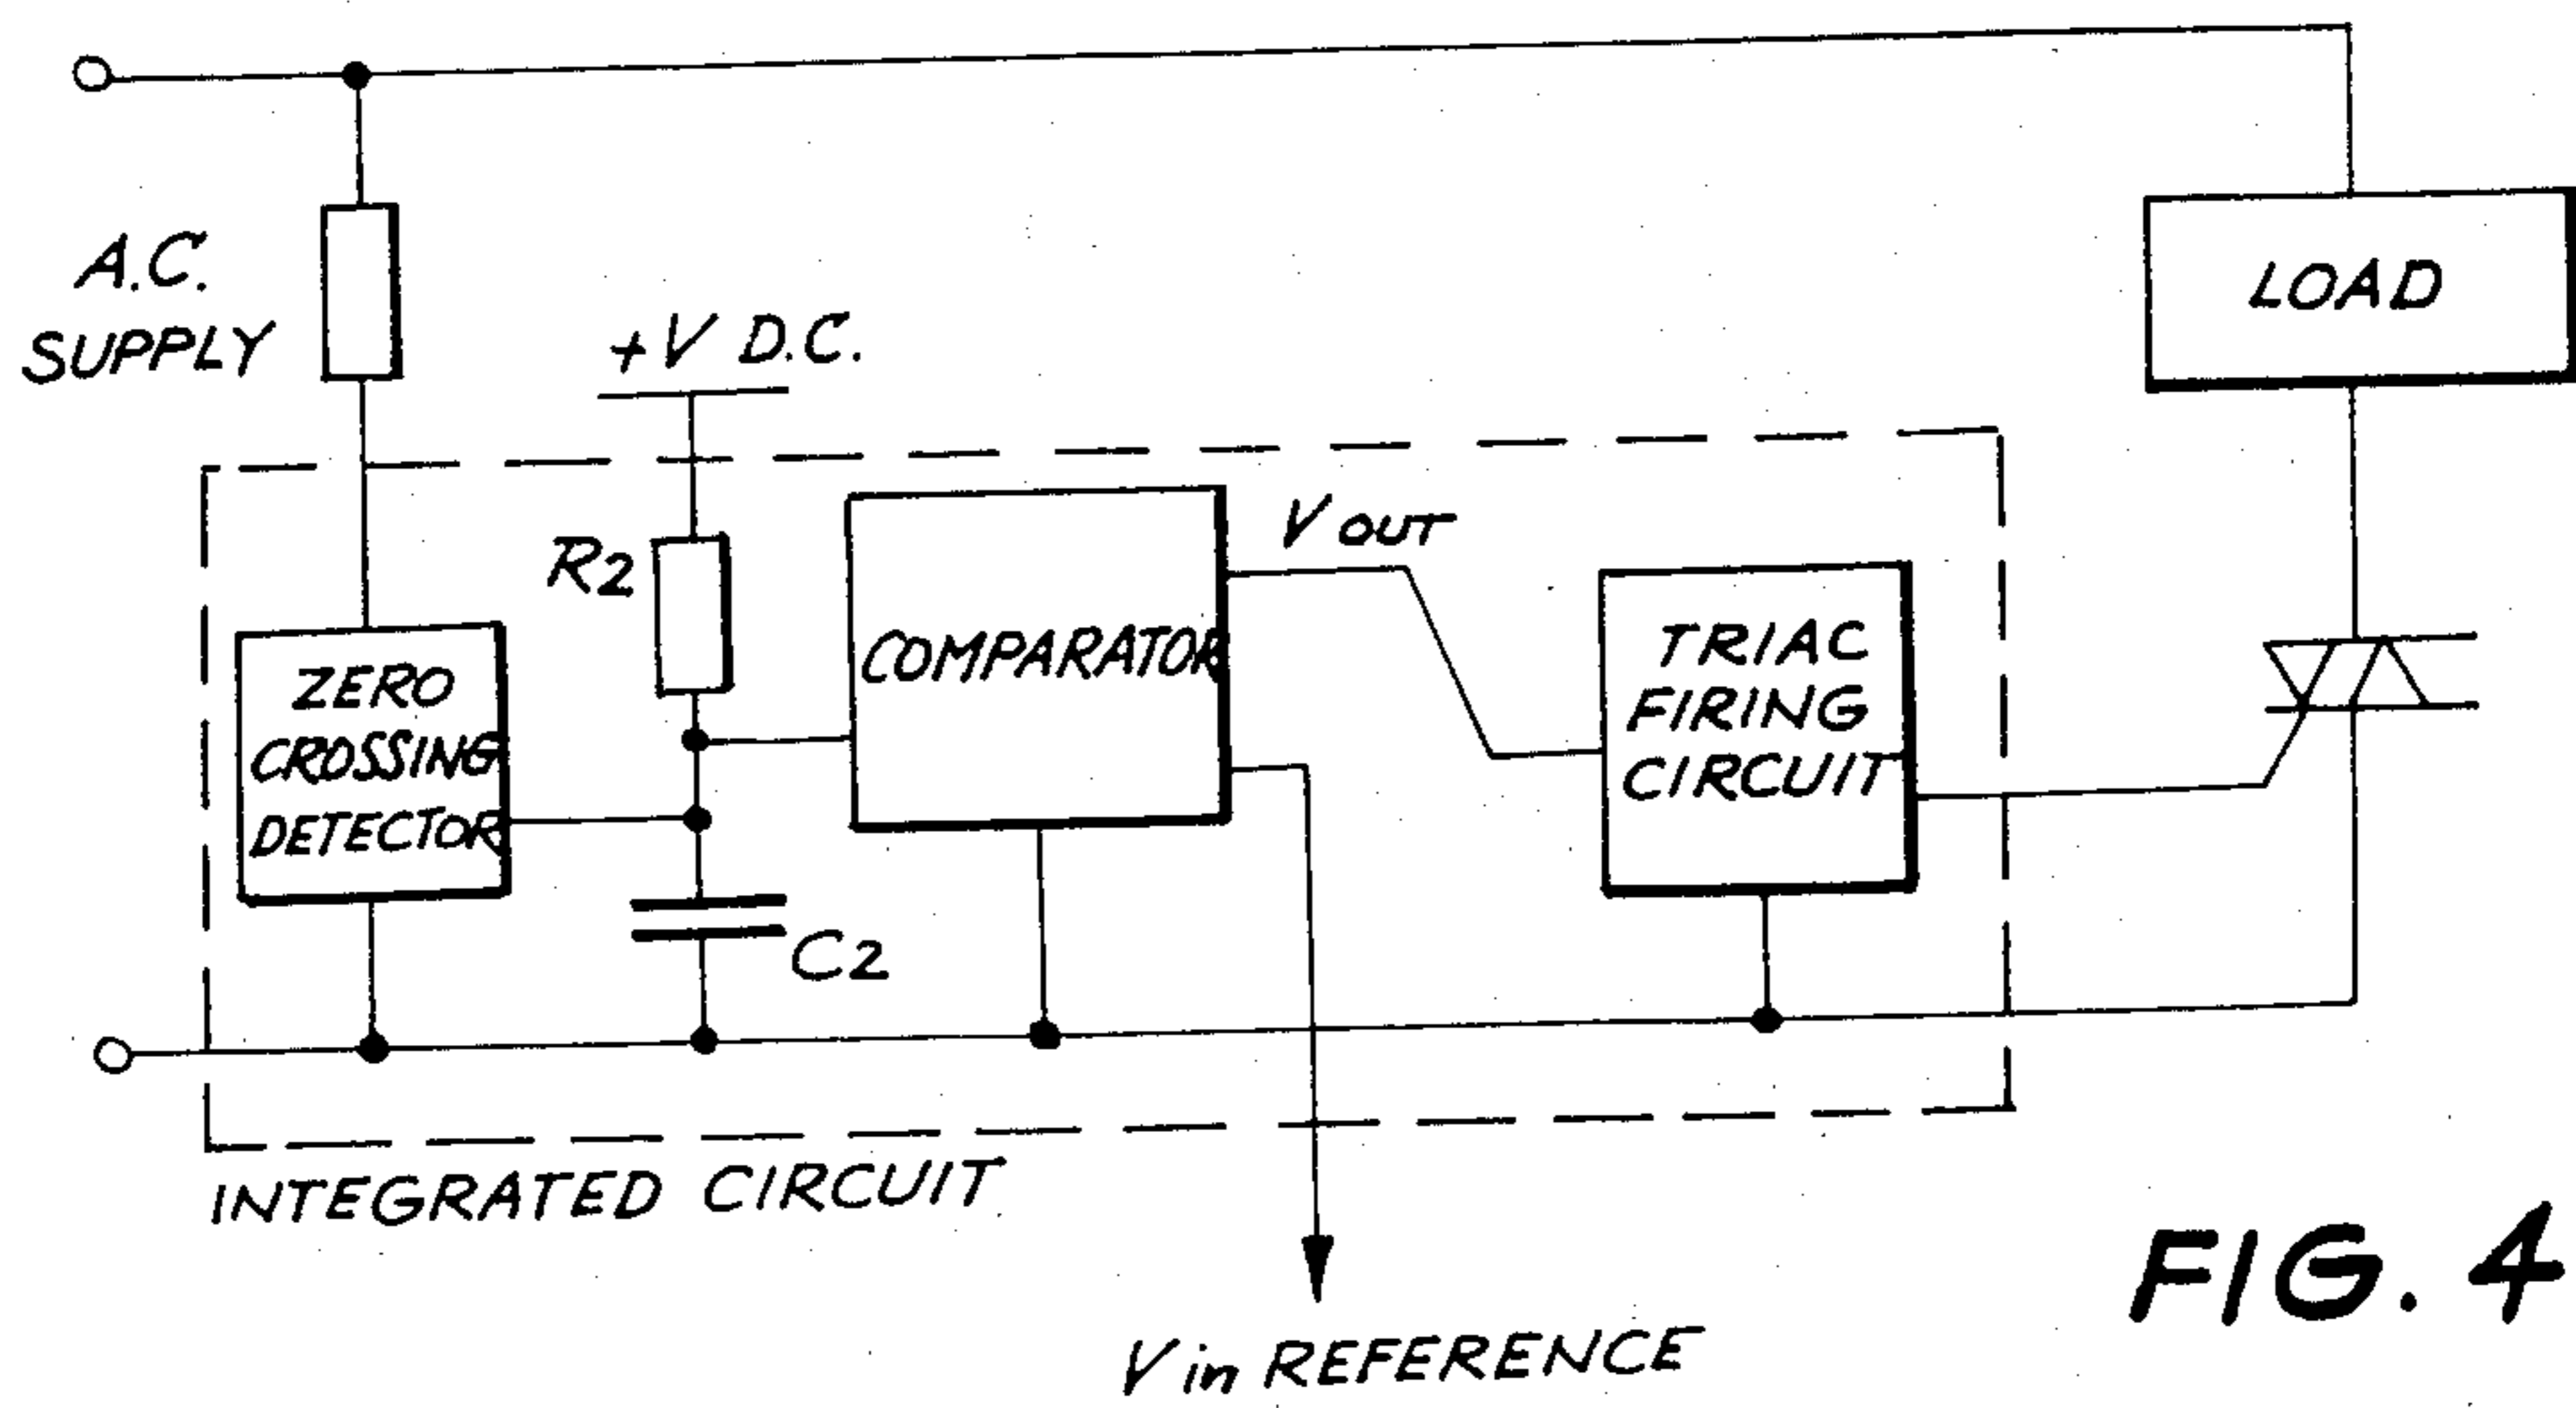 A.C.
SUPPLY
+V D.C.
LOAD
R2
V OUT
COMPARATOR
ZERO
CROSSING
DETECTOR
TRIAC
FIRING
CIRCUIT
C2
INTEGRATED CIRCUIT
V in REFERENCE
FIG. 4